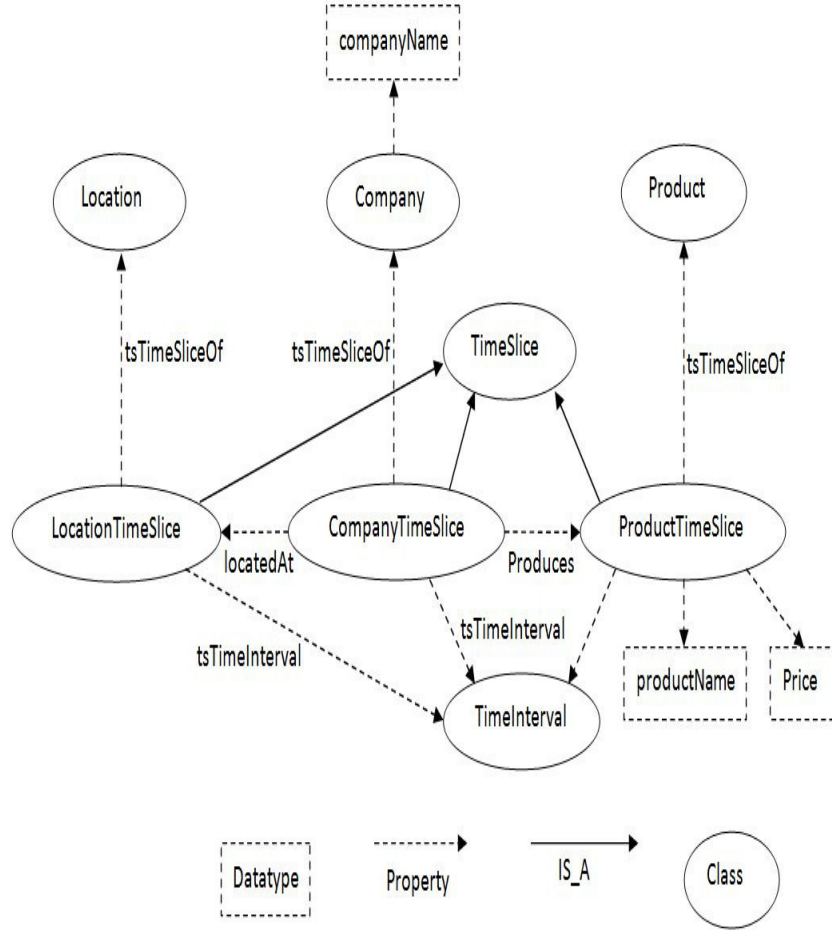 companyName
Location
Company
Product
TimeSlice
tsTimeSliceOf
tsTimeSliceOf
tsTimeSliceOf
LocationTimeSlice
CompanyTimeSlice
ProductTimeSlice
locatedAt
Produces
tsTimeInterval
tsTimeInterval
productName
Price
TimeInterval
Datatype
Property
IS_A
Class